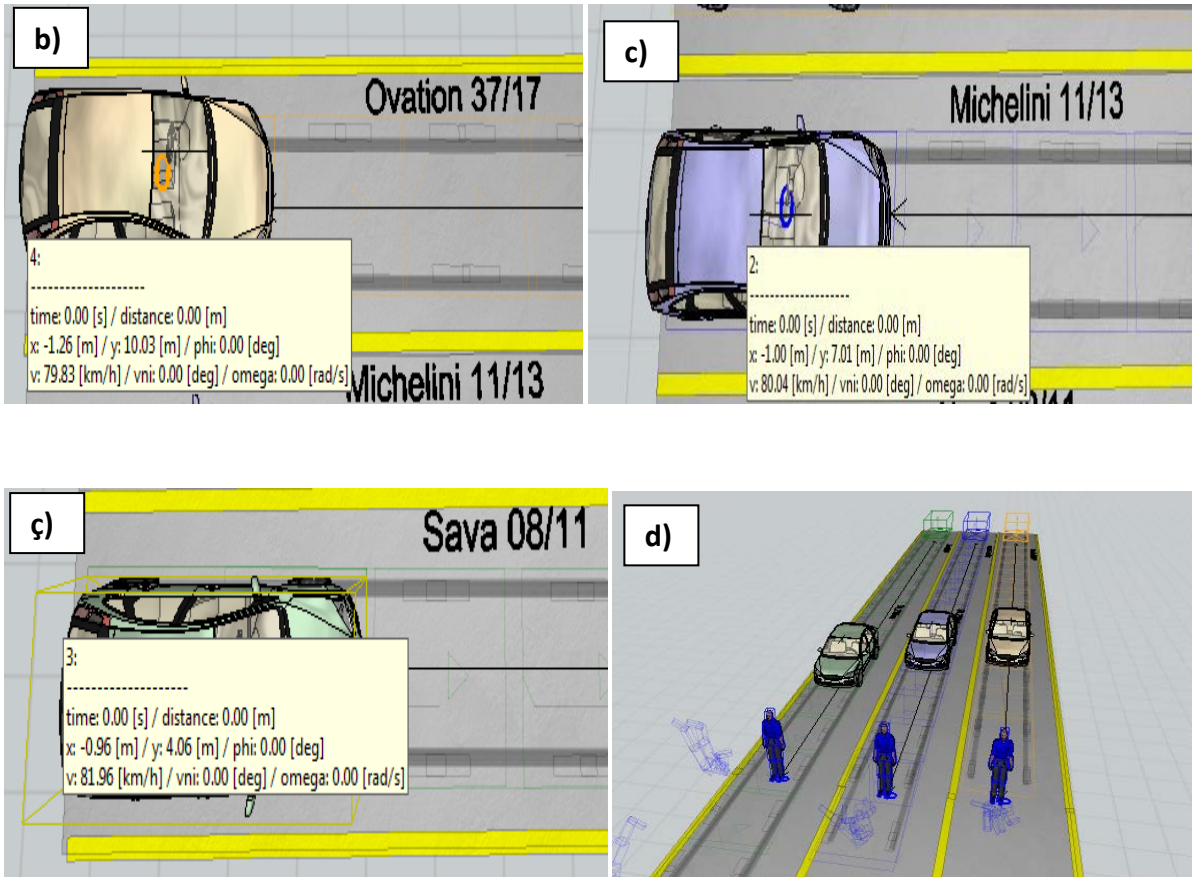 b)
Ovation 37/17
4:
---------------------
time: 0.00 [s] / distance: 0.00 [m]
x: -1.26 [m] / y: 10.03 [m] / phi: 0.00 [deg]
v: 79.83 [km/h] / vni: 0.00 [deg] / omega: 0.00 [rad/s]
Michelini 11/13
c)
Michelini 11/13
2:
---------------------
time: 0.00 [s] / distance: 0.00 [m]
x: -1.00 [m] / y: 7.01 [m] / phi: 0.00 [deg]
v: 80.04 [km/h] / vni: 0.00 [deg] / omega: 0.00 [rad/s]
ç)
Sava 08/11
3:
---------------------
time: 0.00 [s] / distance: 0.00 [m]
x: -0.96 [m] / y: 4.06 [m] / phi: 0.00 [deg]
v: 81.96 [km/h] / vni: 0.00 [deg] / omega: 0.00 [rad/s]
d)